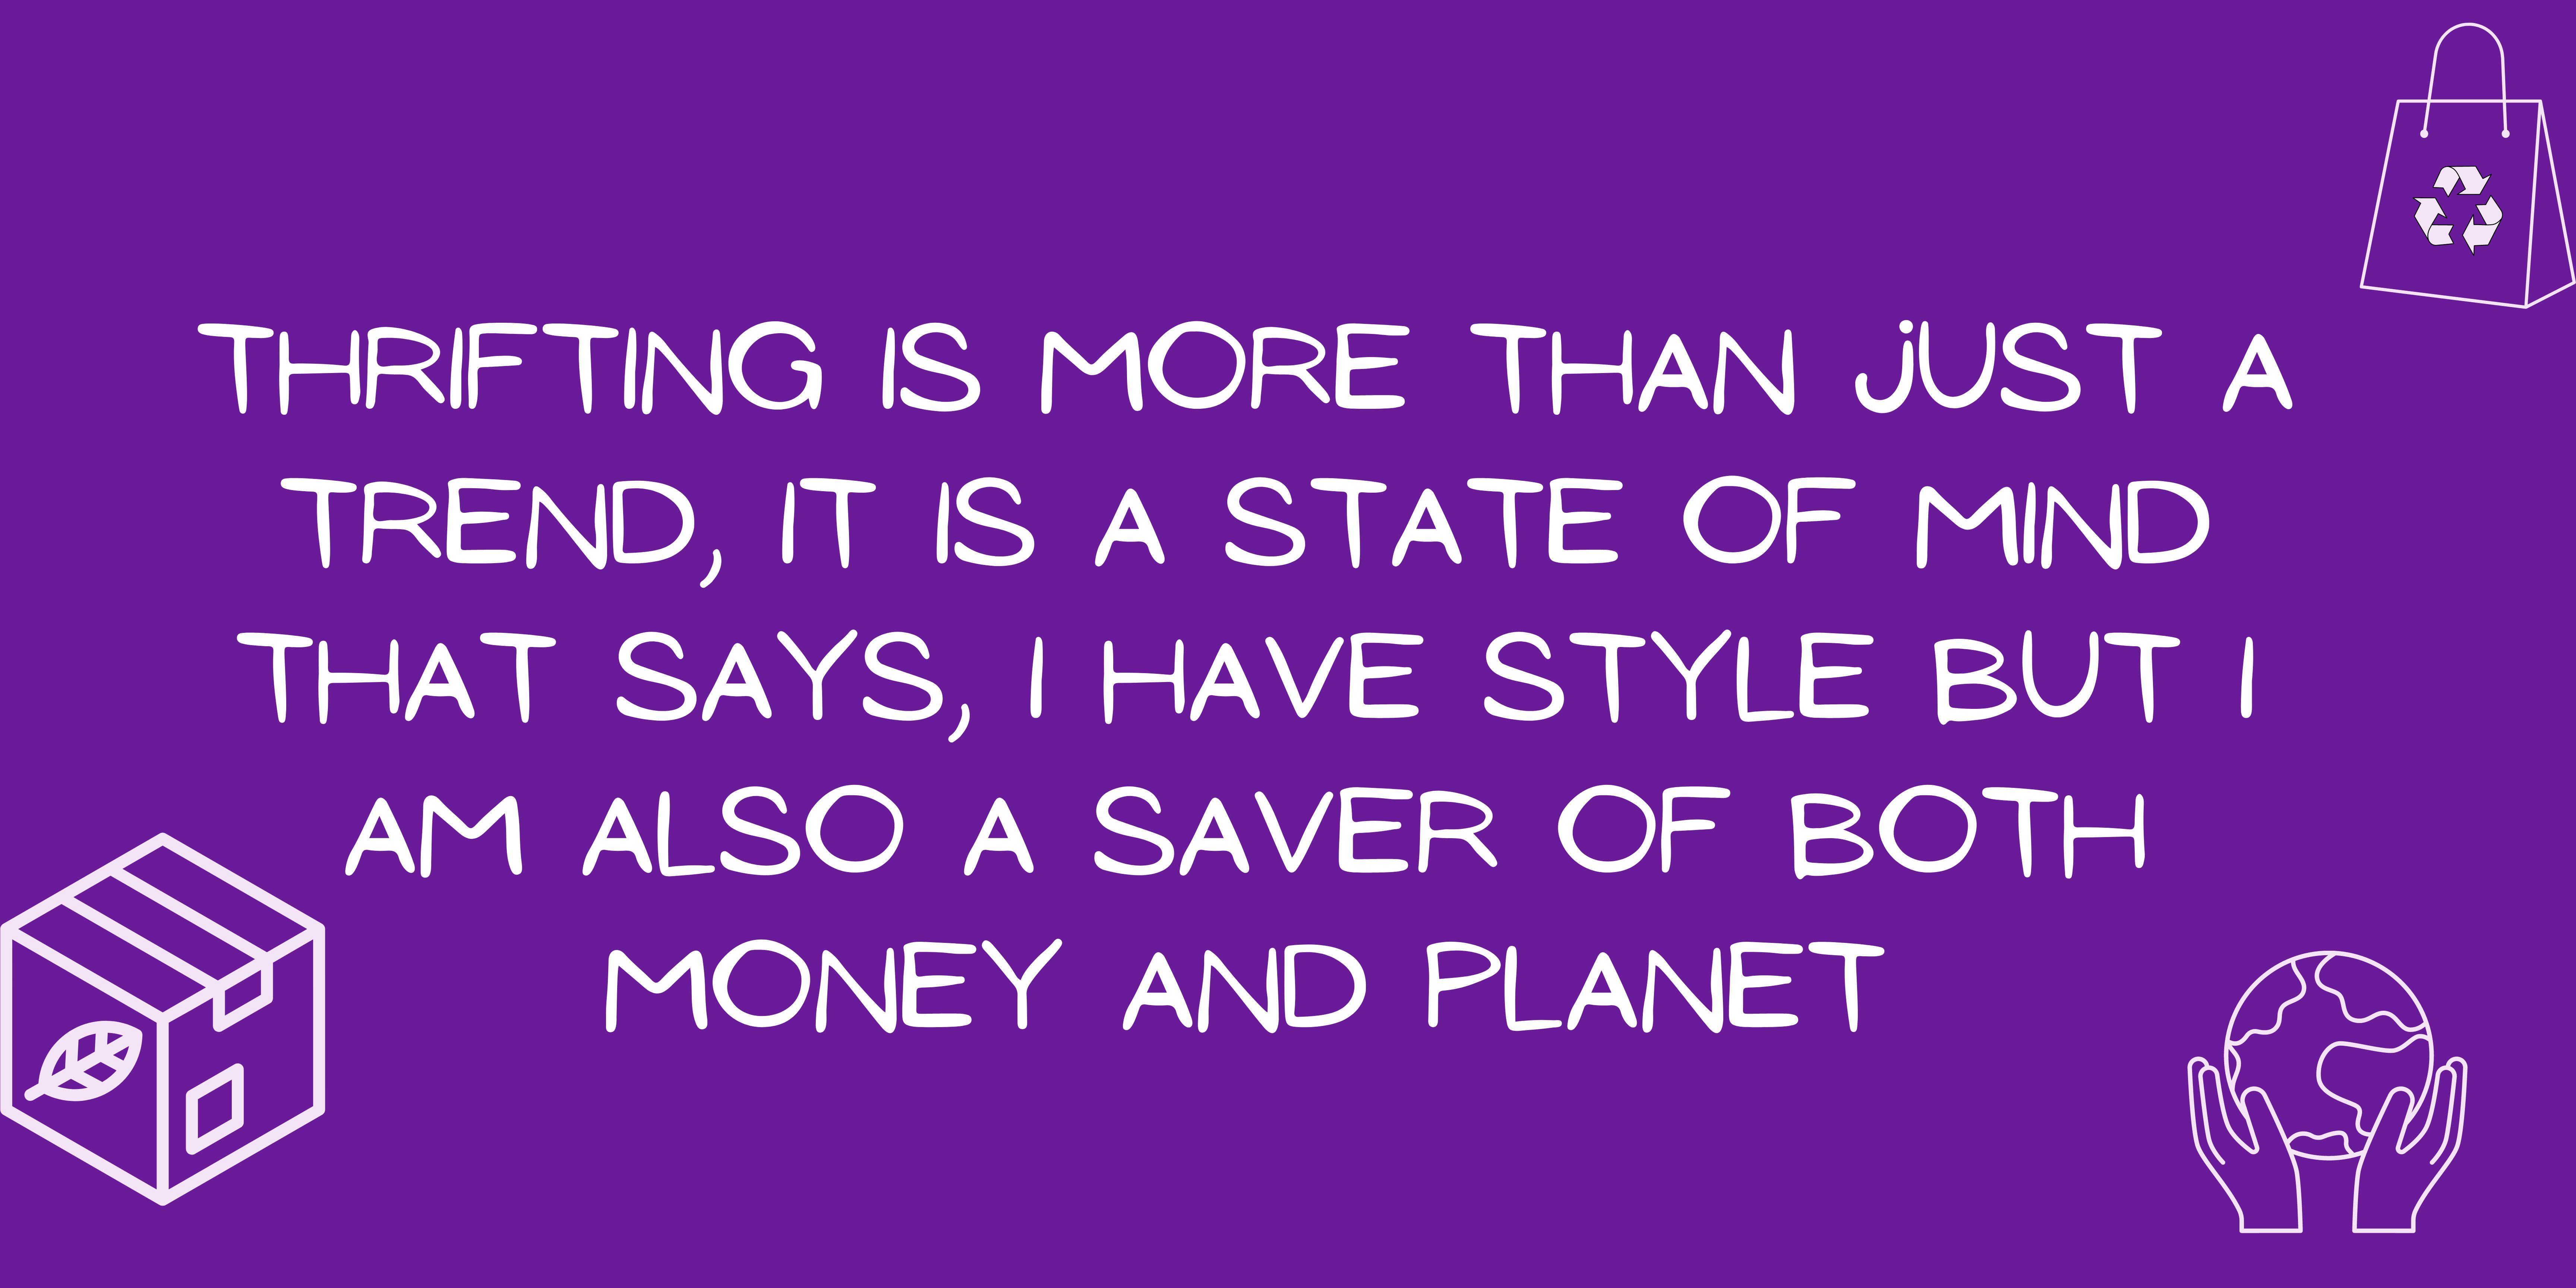 THRIFTING IS MORE THAN JUST A
TREND, IT IS A STATE OF MIND
THAT SAYS, I HAVE STYLE BUT I
AM ALSO A SAVER OF BOTH
MONEY AND PLANET